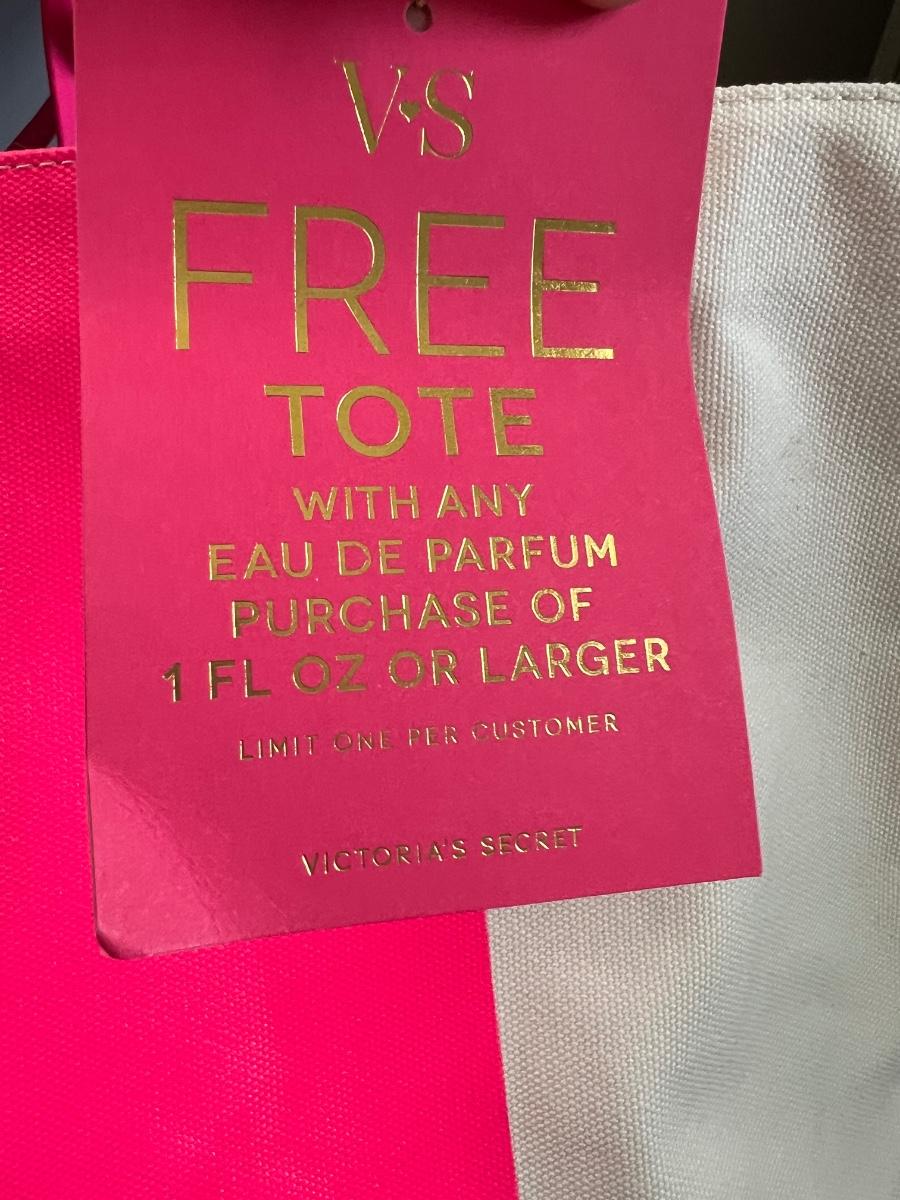 V♥S
FREE
TOTE
WITH ANY
EAU DE PARFUM
PURCHASE OF
1 FL OZ OR LARGER
LIMIT ONE PER CUSTOMER
VICTORIA'S SECRET